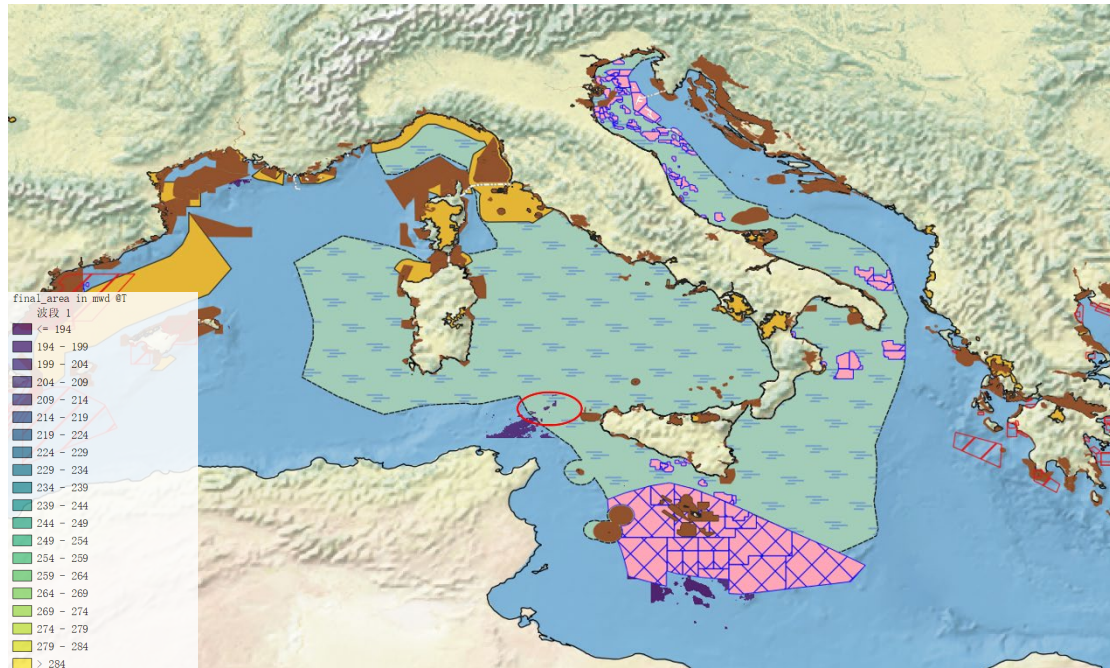 final_area in mwd @T
波段 1
<= 194
194 - 199
199 - 204
204 - 209
209 - 214
214 - 219
219 - 224
224 - 229
229 - 234
234 - 239
239 - 244
244 - 249
249 - 254
254 - 259
259 - 264
264 - 269
269 - 274
274 - 279
279 - 284
> 284